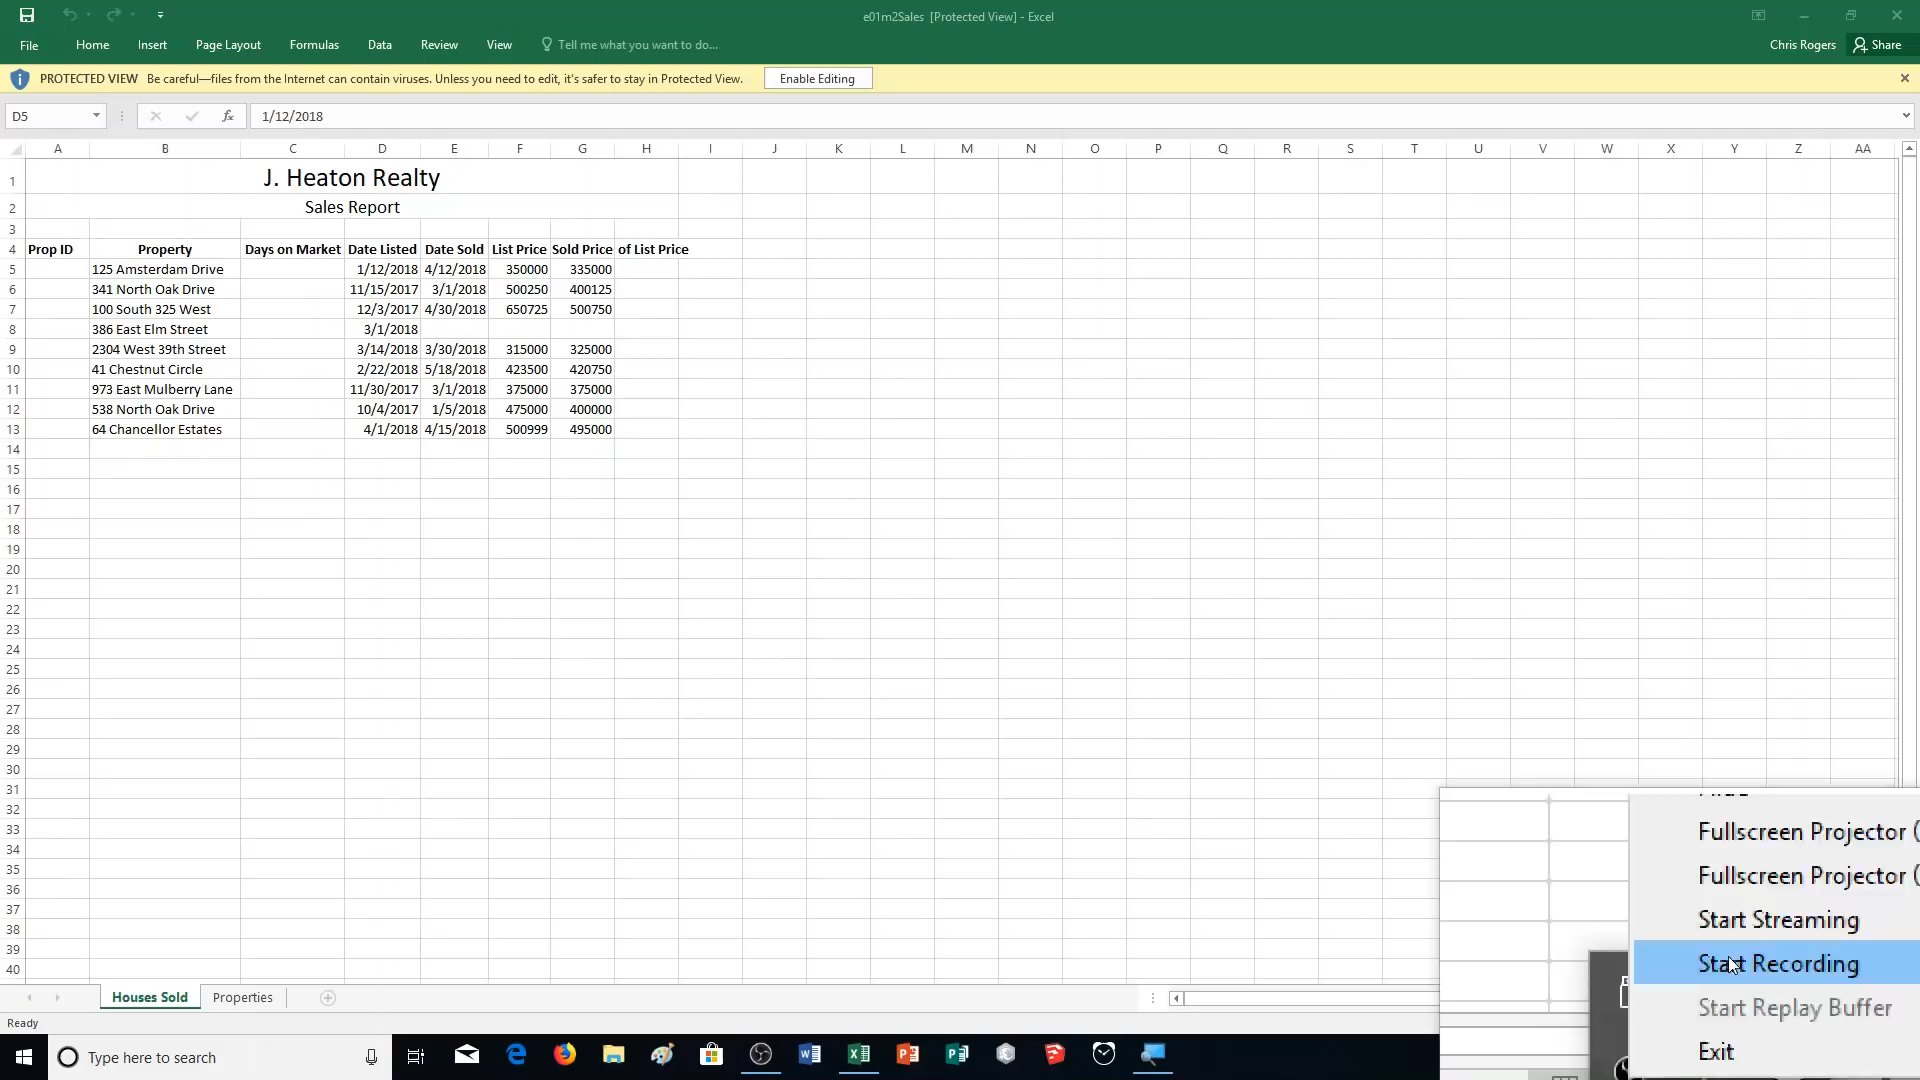 e01m2Sales [Protected View] - Excel
File Home Insert Page Layout Formulas Data Review View Tell me what you want to do... Chris Rogers Share
PROTECTED VIEW Be careful—files from the Internet can contain viruses. Unless you need to edit, it's safer to stay in Protected View. Enable Editing
D5 fx 1/12/2018
A B C D E F G H I J K L M N O P Q R S T U V W X Y Z AA
1 J. Heaton Realty
2 Sales Report
3
4 Prop ID Property Days on Market Date Listed Date Sold List Price Sold Price of List Price
5 125 Amsterdam Drive 1/12/2018 4/12/2018 350000 335000
6 341 North Oak Drive 11/15/2017 3/1/2018 500250 400125
7 100 South 325 West 12/3/2017 4/30/2018 650725 500750
8 386 East Elm Street 3/1/2018
9 2304 West 39th Street 3/14/2018 3/30/2018 315000 325000
10 41 Chestnut Circle 2/22/2018 5/18/2018 423500 420750
11 973 East Mulberry Lane 11/30/2017 3/1/2018 375000 375000
12 538 North Oak Drive 10/4/2017 1/5/2018 475000 400000
13 64 Chancellor Estates 4/1/2018 4/15/2018 500999 495000
14
15
16
17
18
19
20
21
22
23
24
25
26
27
28
29
30
31
32
33
34
35
36
37
38
39
40
Fullscreen Projector (
Fullscreen Projector (
Start Streaming
Start Recording
Start Replay Buffer
Exit
Houses Sold Properties
Ready
Type here to search